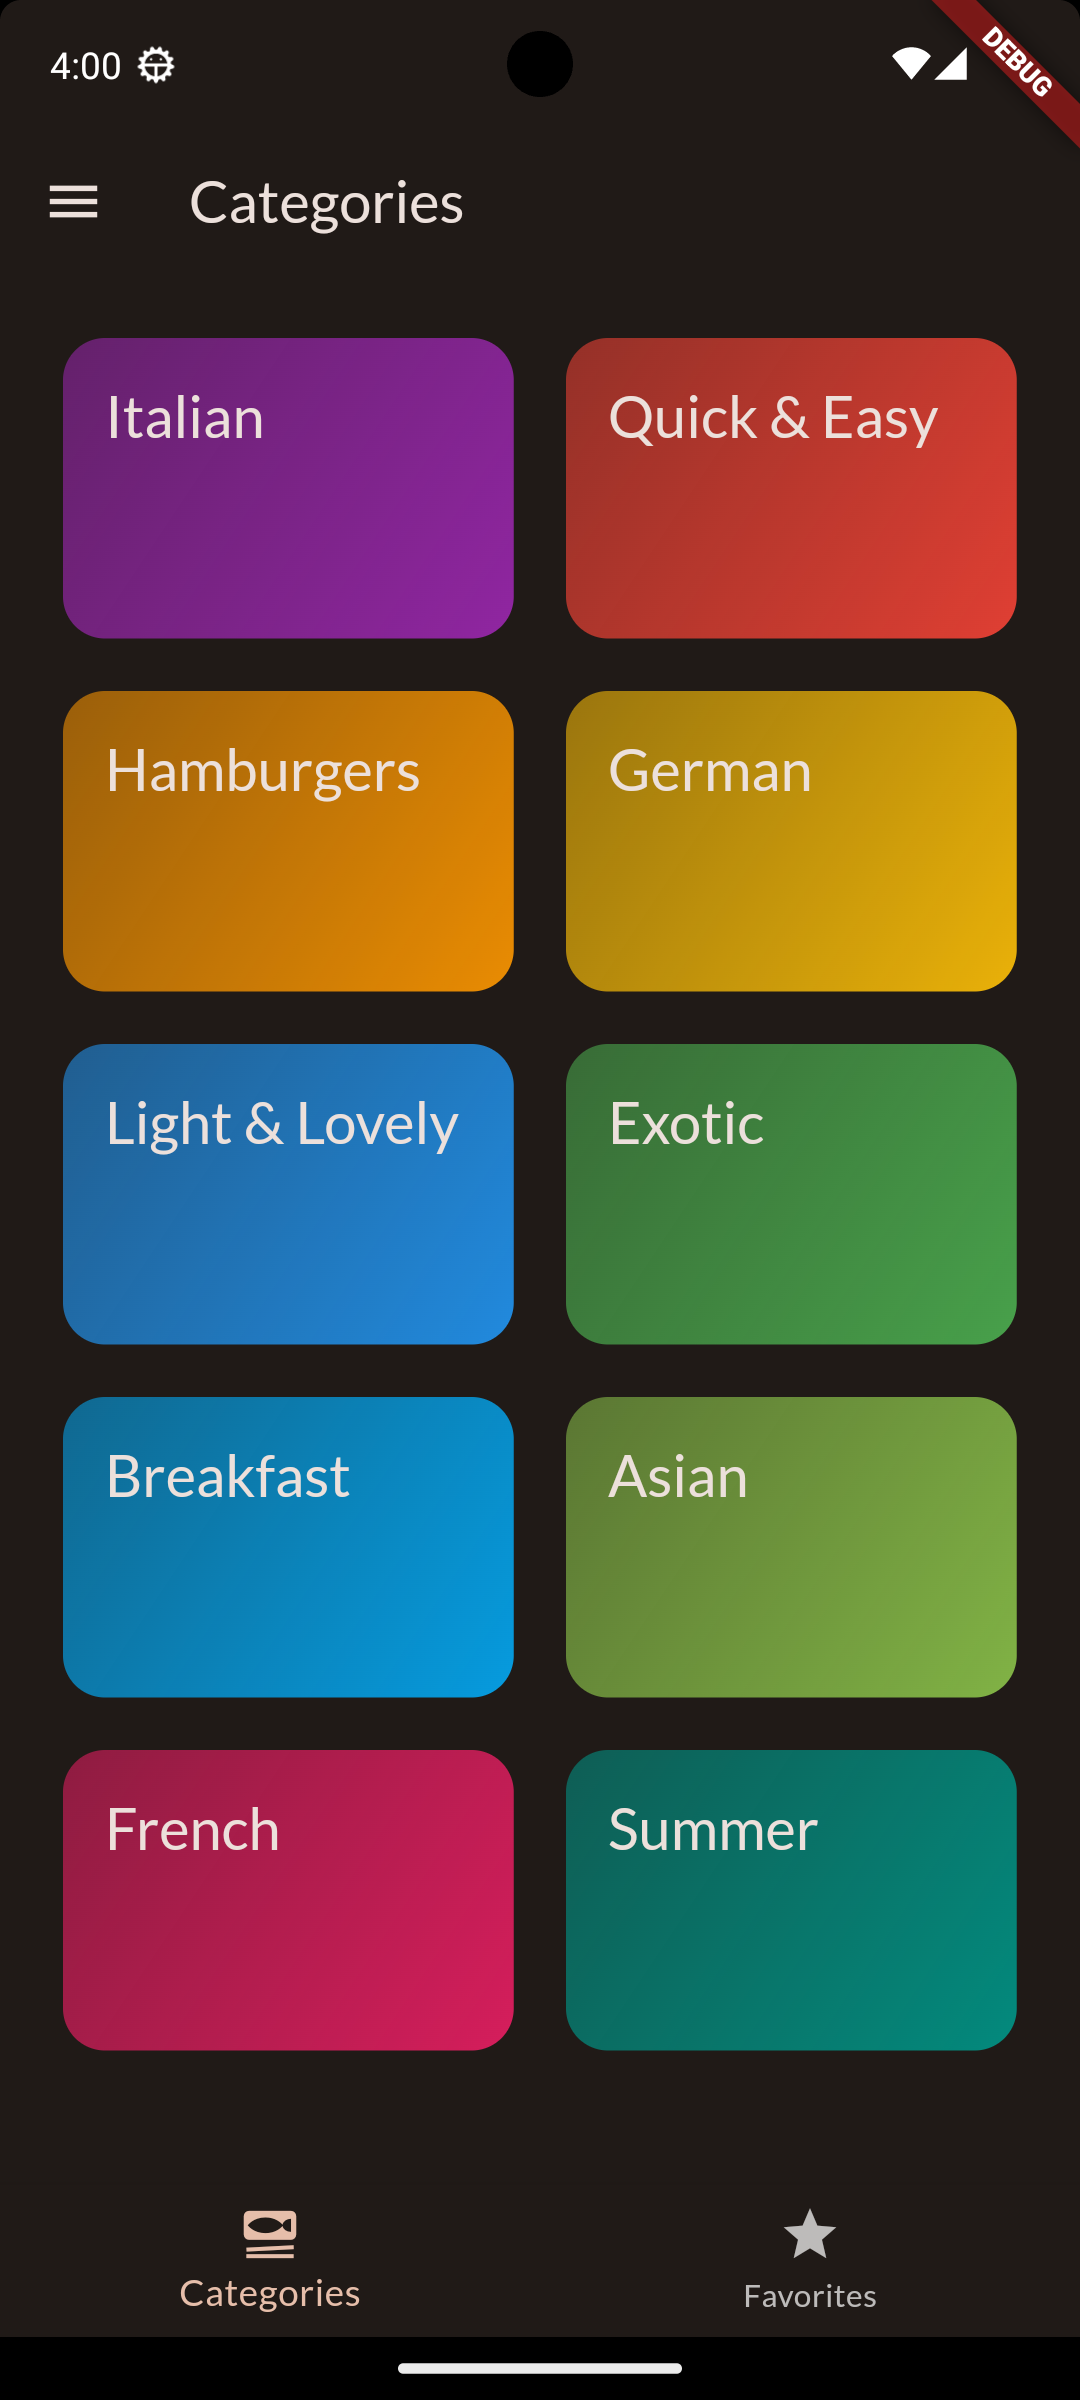 4:00
DEBUG
Categories
Italian
Quick & Easy
Hamburgers
German
Light & Lovely
Exotic
Breakfast
Asian
French
Summer
Categories
Favorites